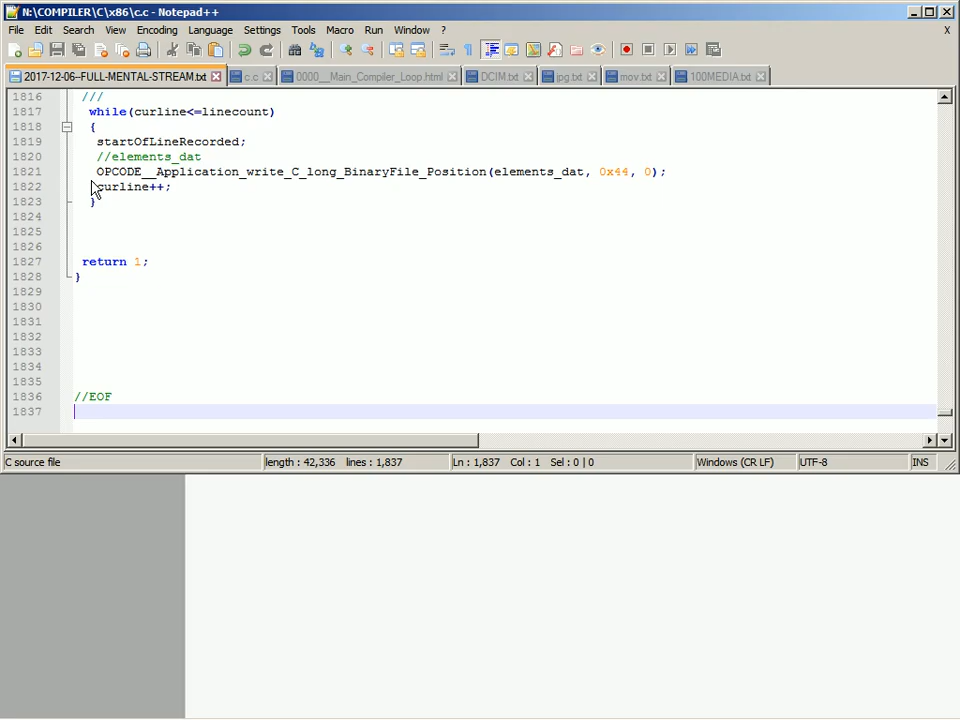 N:\COMPILER\C\x86\c.c - Notepad++
File Edit Search View Encoding Language Settings Tools Macro Run Window ? X
2017-12-06--FULL-MENTAL-STREAM.txt c.c 0000__Main_Compiler_Loop.html DCIM.txt jpg.txt mov.txt 100MEDIA.txt
1816 ///
1817 while(curline<=linecount)
1818 {
1819 startOfLineRecorded;
1820 //elements_dat
1821 OPCODE__Application_write_C_long_BinaryFile_Position(elements_dat, 0x44, 0);
1822 curline++;
1823 }
1824
1825
1826
1827 return 1;
1828 }
1829
1830
1831
1832
1833
1834
1835
1836 //EOF
1837
C source file length : 42,336 lines : 1,837 Ln : 1,837 Col : 1 Sel : 0 | 0 Windows (CR LF) UTF-8 INS